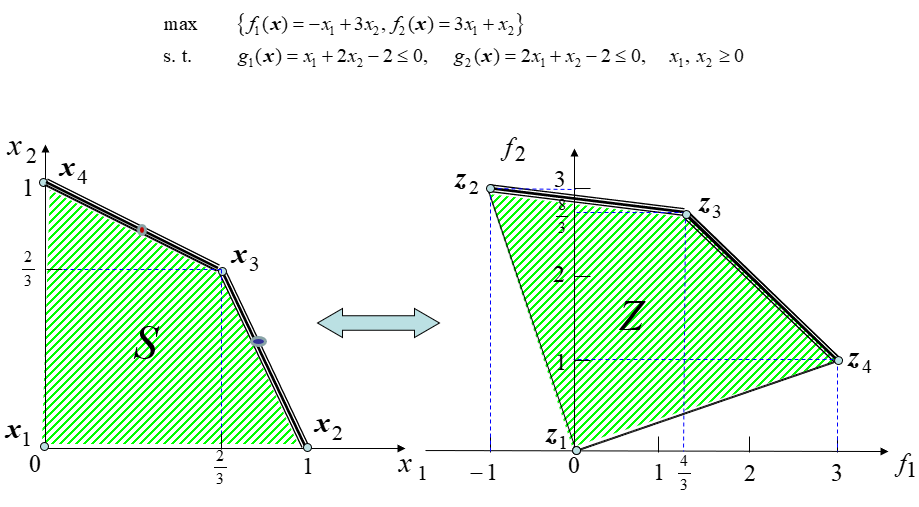 max {f₁(x) = −x₁ + 3x₂, f₂(x) = 3x₁ + x₂}
s. t. g₁(x) = x₁ + 2x₂ − 2 ≤ 0, g₂(x) = 2x₁ + x₂ − 2 ≤ 0, x₁, x₂ ≥ 0
x₂
x₄
1
x₃
2/3
S
x₁
x₂
0
2/3
1
x₁
f₂
z₂
3
8/3
z₃
2
Z
1
z₄
z₁
−1
0
1
4/3
2
3
f₁